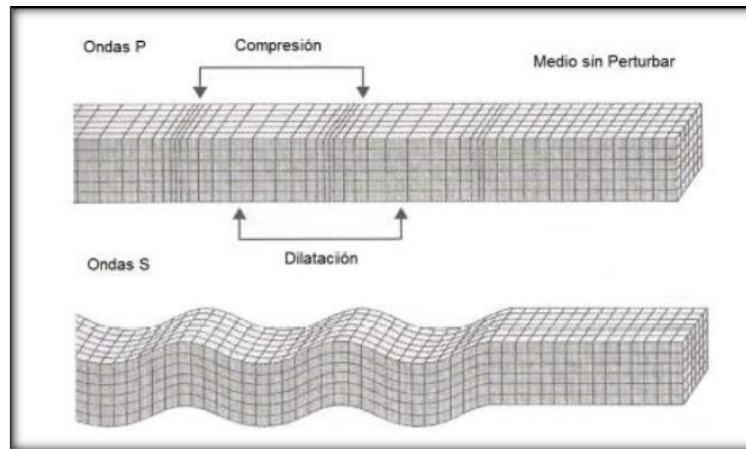 Ondas P
Compresión
Medio sin Perturbar
Dilatación
Ondas S